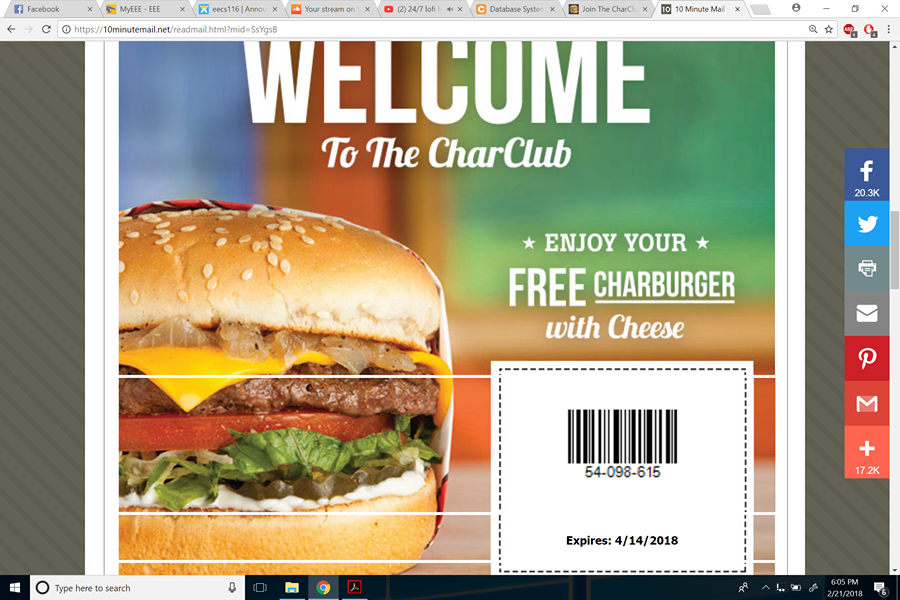 Facebook
MyEEE - EEE
eecs116 | Annou
Your stream on
(2) 24/7 lofi
Database System
Join The CharClu
10 Minute Mail
https://10minutemail.net/readmail.html?mid=SsYgsB
WELCOME
To The CharClub
ENJOY YOUR
FREE CHARBURGER
with Cheese
54-098-615
Expires: 4/14/2018
20.3K
17.2K
Type here to search
6:05 PM
2/21/2018